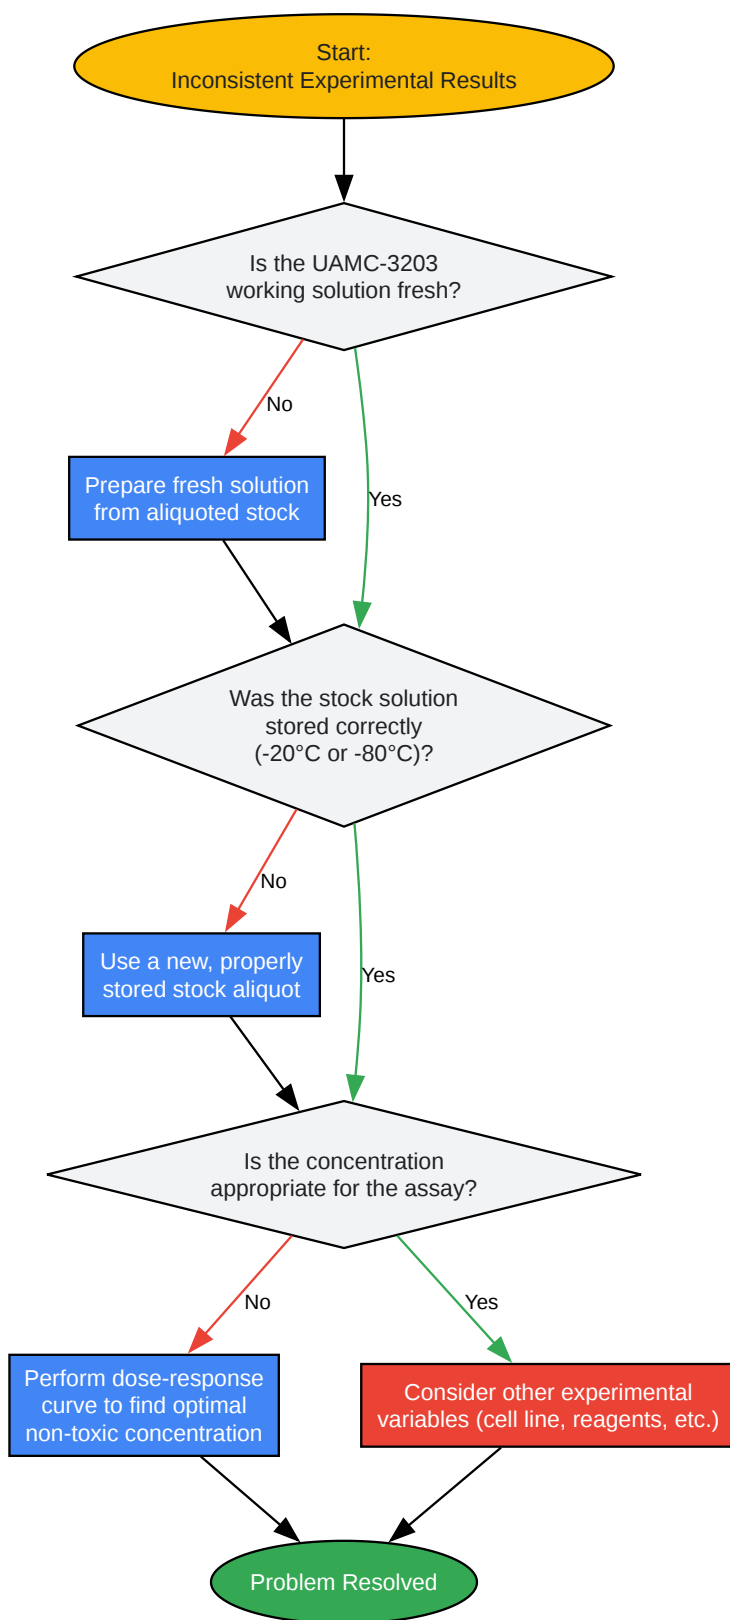 Start:
Inconsistent Experimental Results
Is the UAMC-3203
working solution fresh?
No
Yes
Prepare fresh solution
from aliquoted stock
Was the stock solution
stored correctly
(-20°C or -80°C)?
No
Yes
Use a new, properly
stored stock aliquot
Is the concentration
appropriate for the assay?
No
Yes
Perform dose-response
curve to find optimal
non-toxic concentration
Consider other experimental
variables (cell line, reagents, etc.)
Problem Resolved